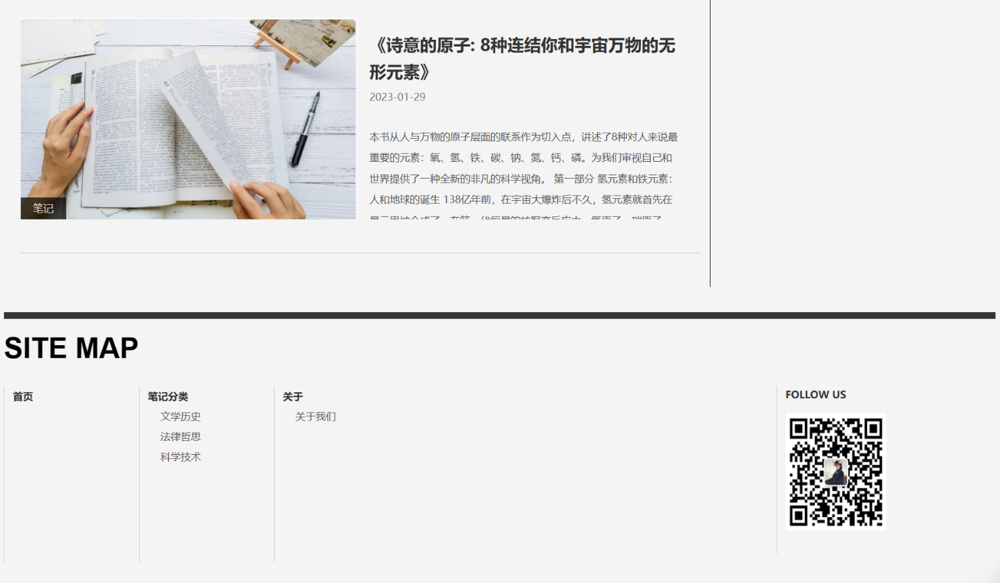 《诗意的原子: 8种连结你和宇宙万物的无
形元素》
2023-01-29
本书从人与万物的原子层面的联系作为切入点，讲述了8种对人来说最
重要的元素：氧、氢、铁、碳、钠、氮、钙、磷。为我们审视自己和
世界提供了一种全新的非凡的科学视角。 第一部分 氢元素和铁元素：
人和地球的诞生 138亿年前，在宇宙大爆炸后不久，氢元素就首先在
笔记
SITE MAP
首页
笔记分类
文学历史
法律哲思
科学技术
关于
关于我们
FOLLOW US